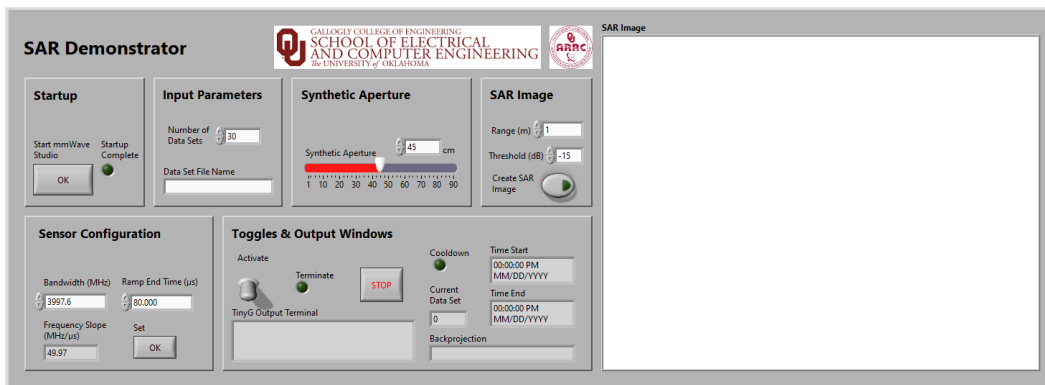 SAR Demonstrator
GALLOGLY COLLEGE OF ENGINEERING
SCHOOL OF ELECTRICAL
AND COMPUTER ENGINEERING
The UNIVERSITY of OKLAHOMA
ARRC
SAR Image
Startup
Start mmWave
Studio
Startup
Complete
OK
Input Parameters
Number of
Data Sets
30
Data Set File Name
Synthetic Aperture
Synthetic Aperture
45
cm
1 10 20 30 40 50 60 70 80 90
SAR Image
Range (m)
1
Threshold (dB)
-15
Create SAR
Image
Sensor Configuration
Bandwidth (MHz)
3997.6
Ramp End Time (µs)
80.000
Frequency Slope
(MHz/µs)
49.97
Set
OK
Toggles & Output Windows
Activate
Terminate
STOP
TinyG Output Terminal
Cooldown
Current
Data Set
0
Time Start
00:00:00 PM
MM/DD/YYYY
Time End
00:00:00 PM
MM/DD/YYYY
Backprojection